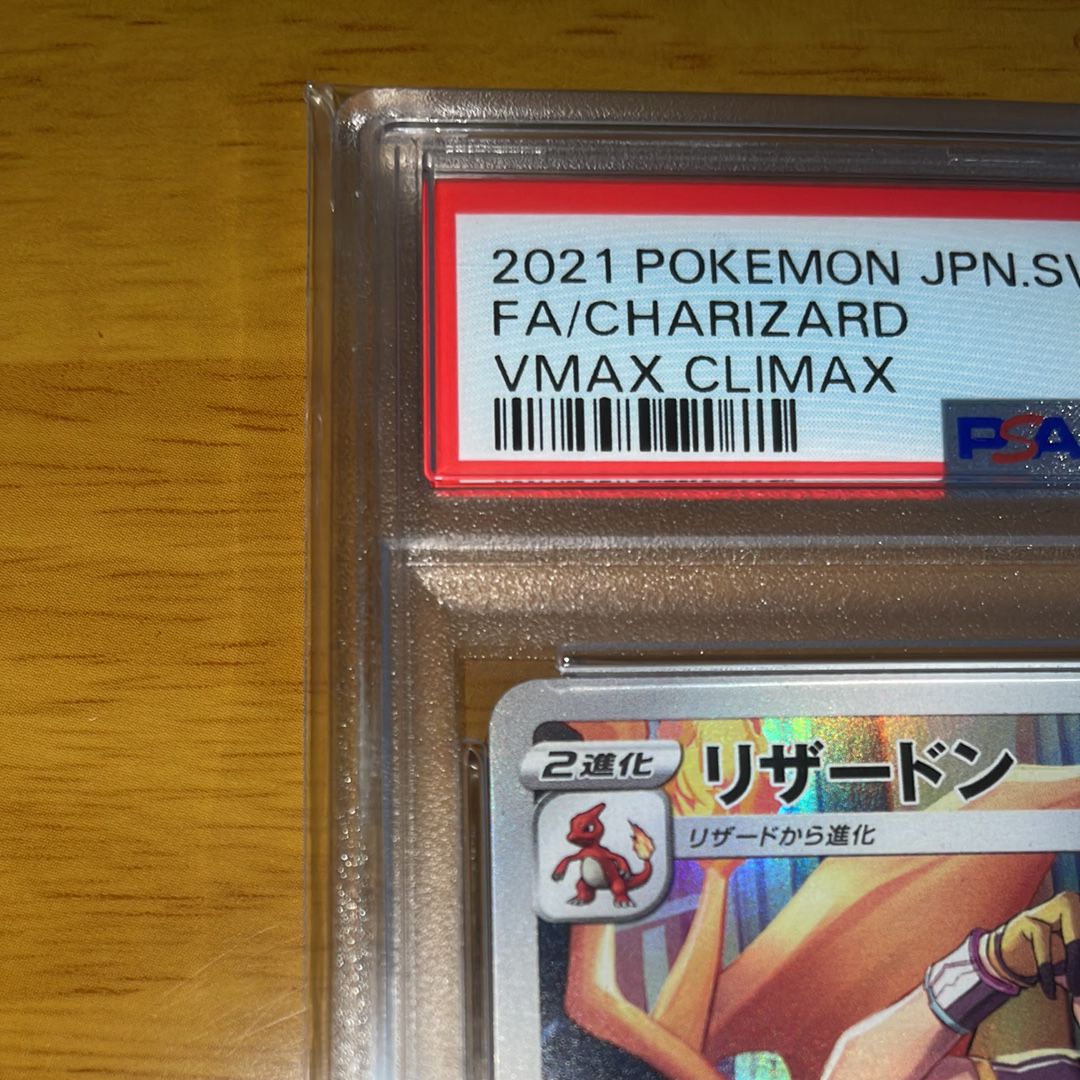 2021 POKEMON JPN.SV
FA/CHARIZARD
VMAX CLIMAX
PSA
2進化
リザードン
リザードから進化